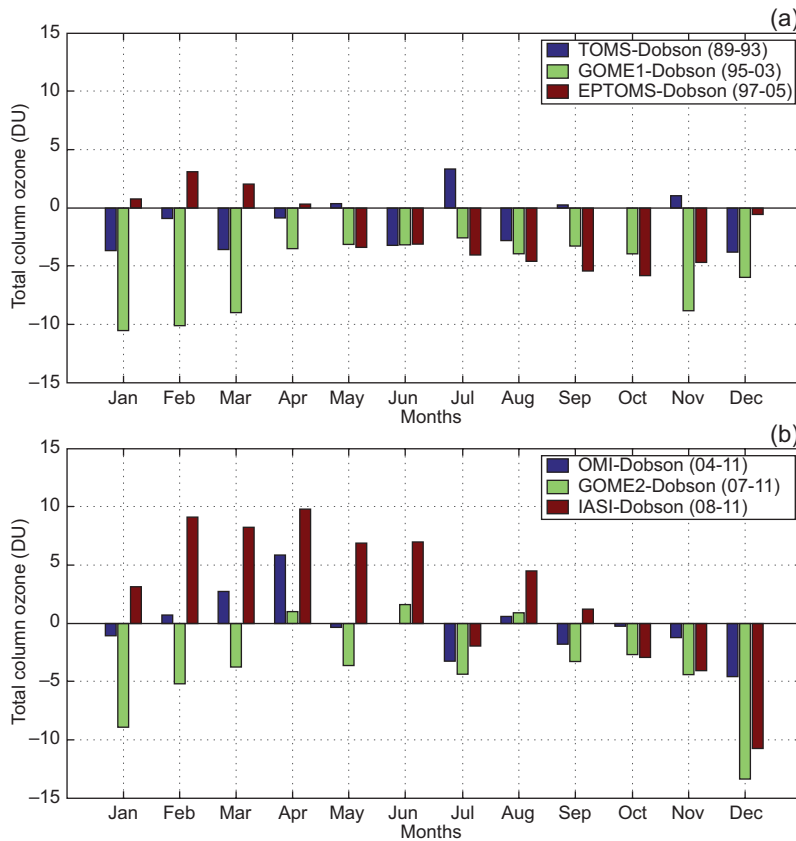 (a)
15
TOMS-Dobson (89-93)
GOME1-Dobson (95-03)
EPTOMS-Dobson (97-05)
10
5
0
–5
–10
–15
Total column ozone (DU)
Jan Feb Mar Apr May Jun Jul Aug Sep Oct Nov Dec
Months
(b)
15
OMI-Dobson (04-11)
GOME2-Dobson (07-11)
IASI-Dobson (08-11)
10
5
0
–5
–10
–15
Total column ozone (DU)
Jan Feb Mar Apr May Jun Jul Aug Sep Oct Nov Dec
Months